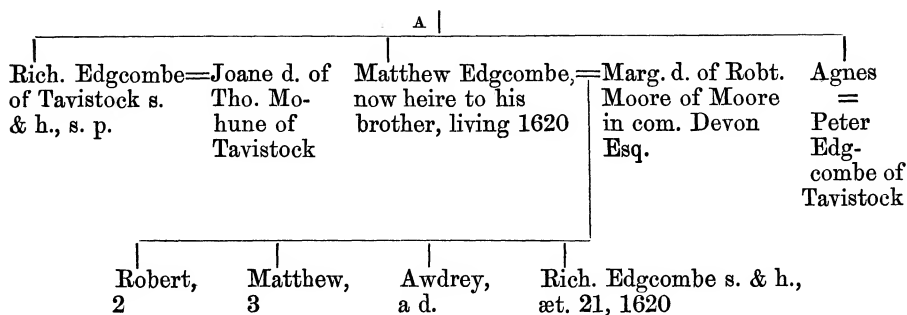 A
Rich. Edgcombe=Joane d. of
of Tavistock s.
& h., s. p.
Tho. Mo-
hune of
Tavistock
Matthew Edgcombe,=Marg. d. of Robt.
now heire to his
brother, living 1620
Moore of Moore
in com. Devon
Esq.
Agnes
=
Peter
Edg-
combe of
Tavistock
Robert,
2
Matthew,
3
Awdrey,
a d.
Rich. Edgcombe s. & h.,
æt. 21, 1620